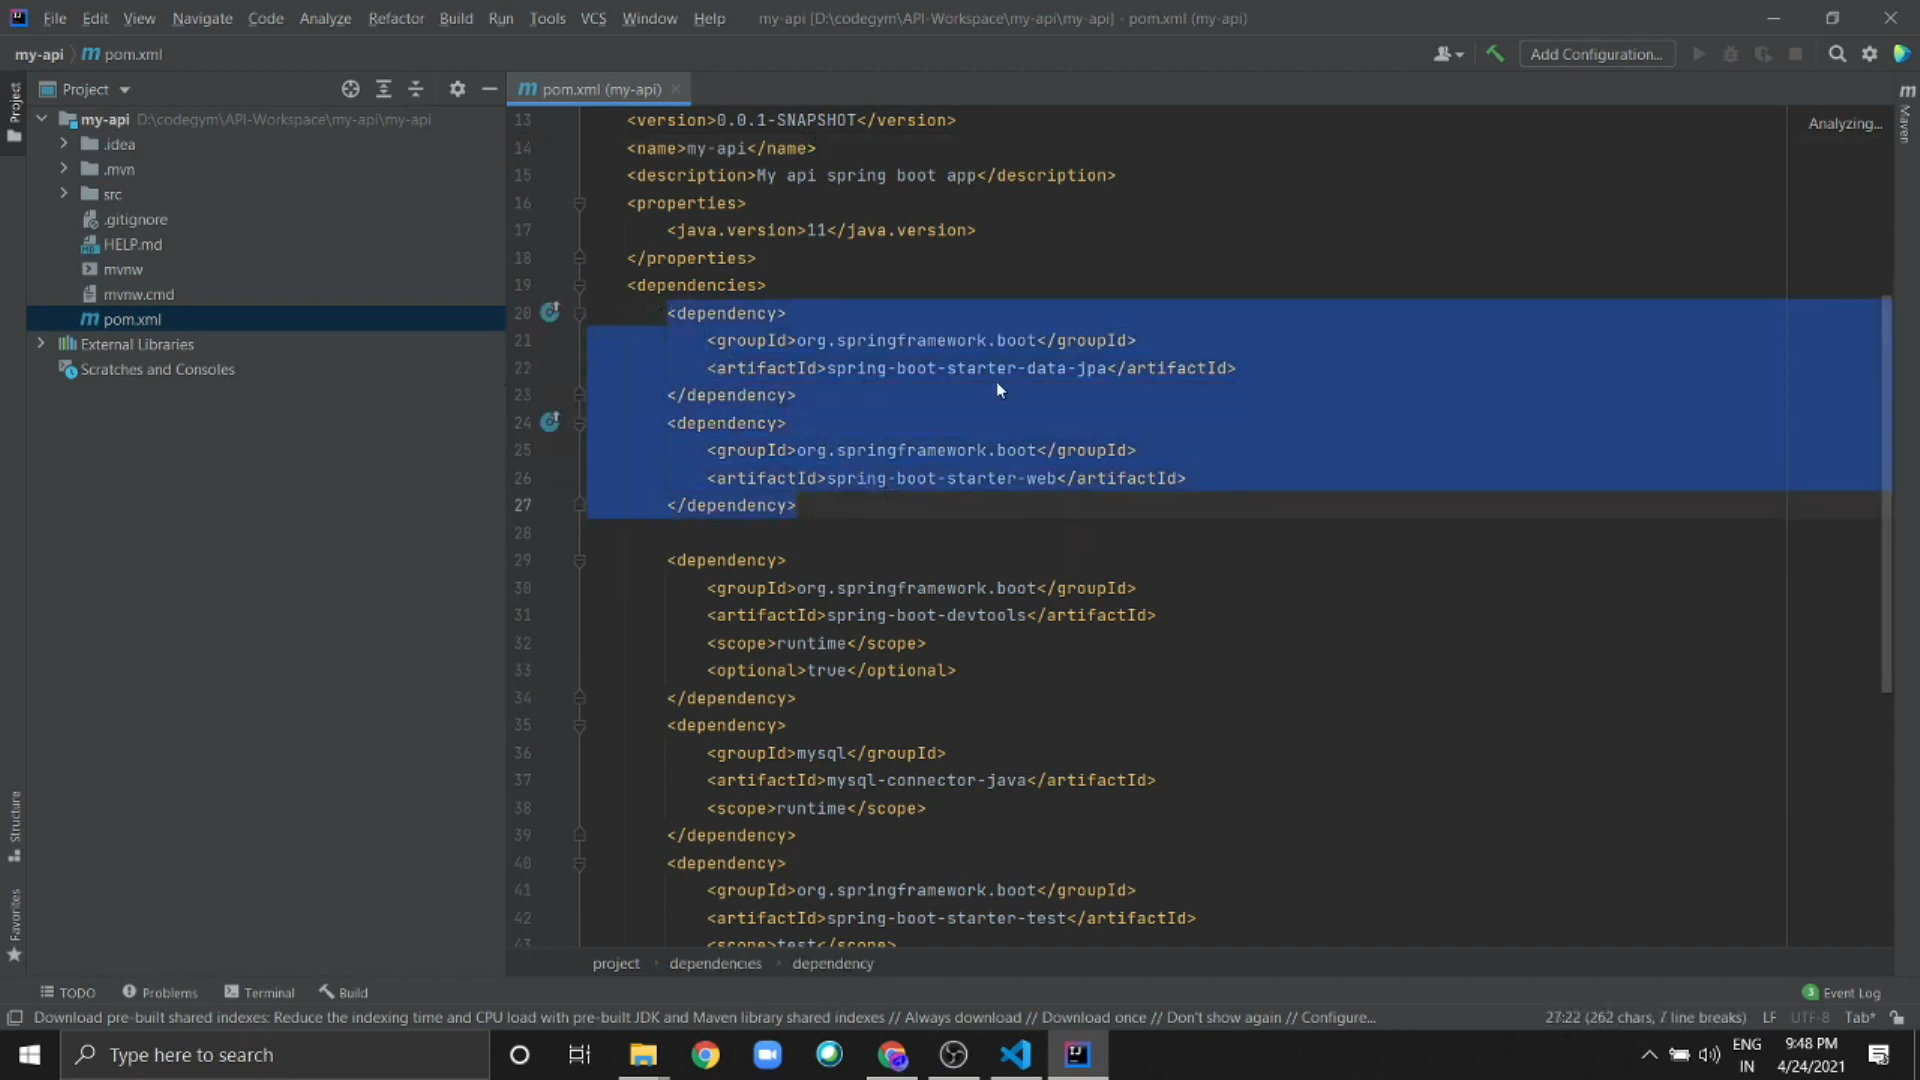 File Edit View Navigate Code Analyze Refactor Build Run Tools VCS Window Help my-api [D:\codegym\API-Workspace\my-api\my-api] - pom.xml (my-api)
my-api pom.xml Add Configuration...
Project pom.xml (my-api)
Project
my-api D:\codegym\API-Workspace\my-api\my-api
.idea
.mvn
src
.gitignore
HELP.md
mvnw
mvnw.cmd
pom.xml
External Libraries
Scratches and Consoles
13 <version>0.0.1-SNAPSHOT</version>
14 <name>my-api</name>
15 <description>My api spring boot app</description>
16 <properties>
17 <java.version>11</java.version>
18 </properties>
19 <dependencies>
20 <dependency>
21 <groupId>org.springframework.boot</groupId>
22 <artifactId>spring-boot-starter-data-jpa</artifactId>
23 </dependency>
24 <dependency>
25 <groupId>org.springframework.boot</groupId>
26 <artifactId>spring-boot-starter-web</artifactId>
27 </dependency>
28
29 <dependency>
30 <groupId>org.springframework.boot</groupId>
31 <artifactId>spring-boot-devtools</artifactId>
32 <scope>runtime</scope>
33 <optional>true</optional>
34 </dependency>
35 <dependency>
36 <groupId>mysql</groupId>
37 <artifactId>mysql-connector-java</artifactId>
38 <scope>runtime</scope>
39 </dependency>
40 <dependency>
41 <groupId>org.springframework.boot</groupId>
42 <artifactId>spring-boot-starter-test</artifactId>
43 <scope>test</scope>
Analyzing...
Maven
Structure
Favorites
project dependencies dependency
TODO Problems Terminal Build 3 Event Log
Download pre-built shared indexes: Reduce the indexing time and CPU load with pre-built JDK and Maven library shared indexes // Always download // Download once // Don't show again // Configure... 27:22 (262 chars, 7 line breaks) LF UTF-8 Tab*
Type here to search
ENG
IN
9:48 PM
4/24/2021